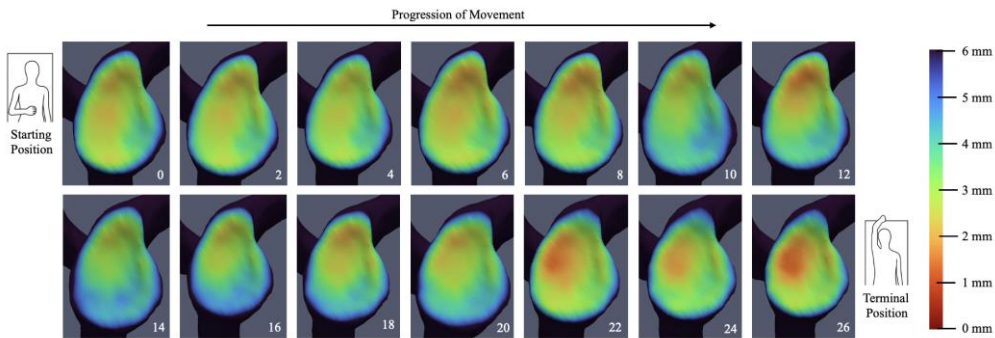 Progression of Movement
Starting
Position
0
2
4
6
8
10
12
14
16
18
20
22
24
26
Terminal
Position
6 mm
5 mm
4 mm
3 mm
2 mm
1 mm
0 mm